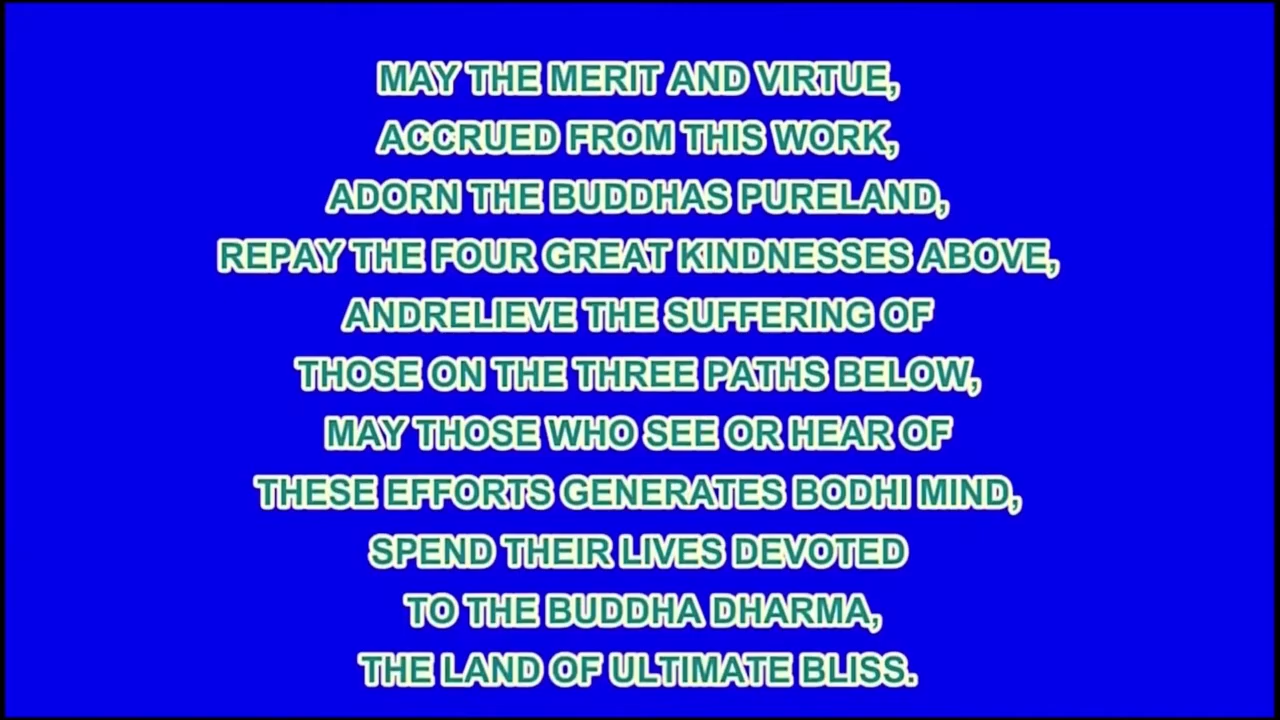 MAY THE MERIT AND VIRTUE,
ACCRUED FROM THIS WORK,
ADORN THE BUDDHAS PURELAND,
REPAY THE FOUR GREAT KINDNESSES ABOVE,
ANDRELIEVE THE SUFFERING OF
THOSE ON THE THREE PATHS BELOW,
MAY THOSE WHO SEE OR HEAR OF
THESE EFFORTS GENERATES BODHI MIND,
SPEND THEIR LIVES DEVOTED
TO THE BUDDHA DHARMA,
THE LAND OF ULTIMATE BLISS.